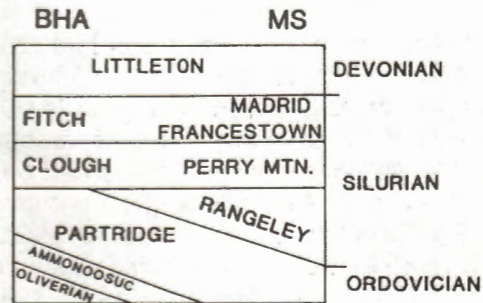 BHA MS
LITTLETON DEVONIAN
MADRID
FITCH FRANCESTOWN
CLOUGH PERRY MTN.
SILURIAN
RANGELEY
PARTRIDGE
AMMONOOSUC
OLIVERIAN
ORDOVICIAN